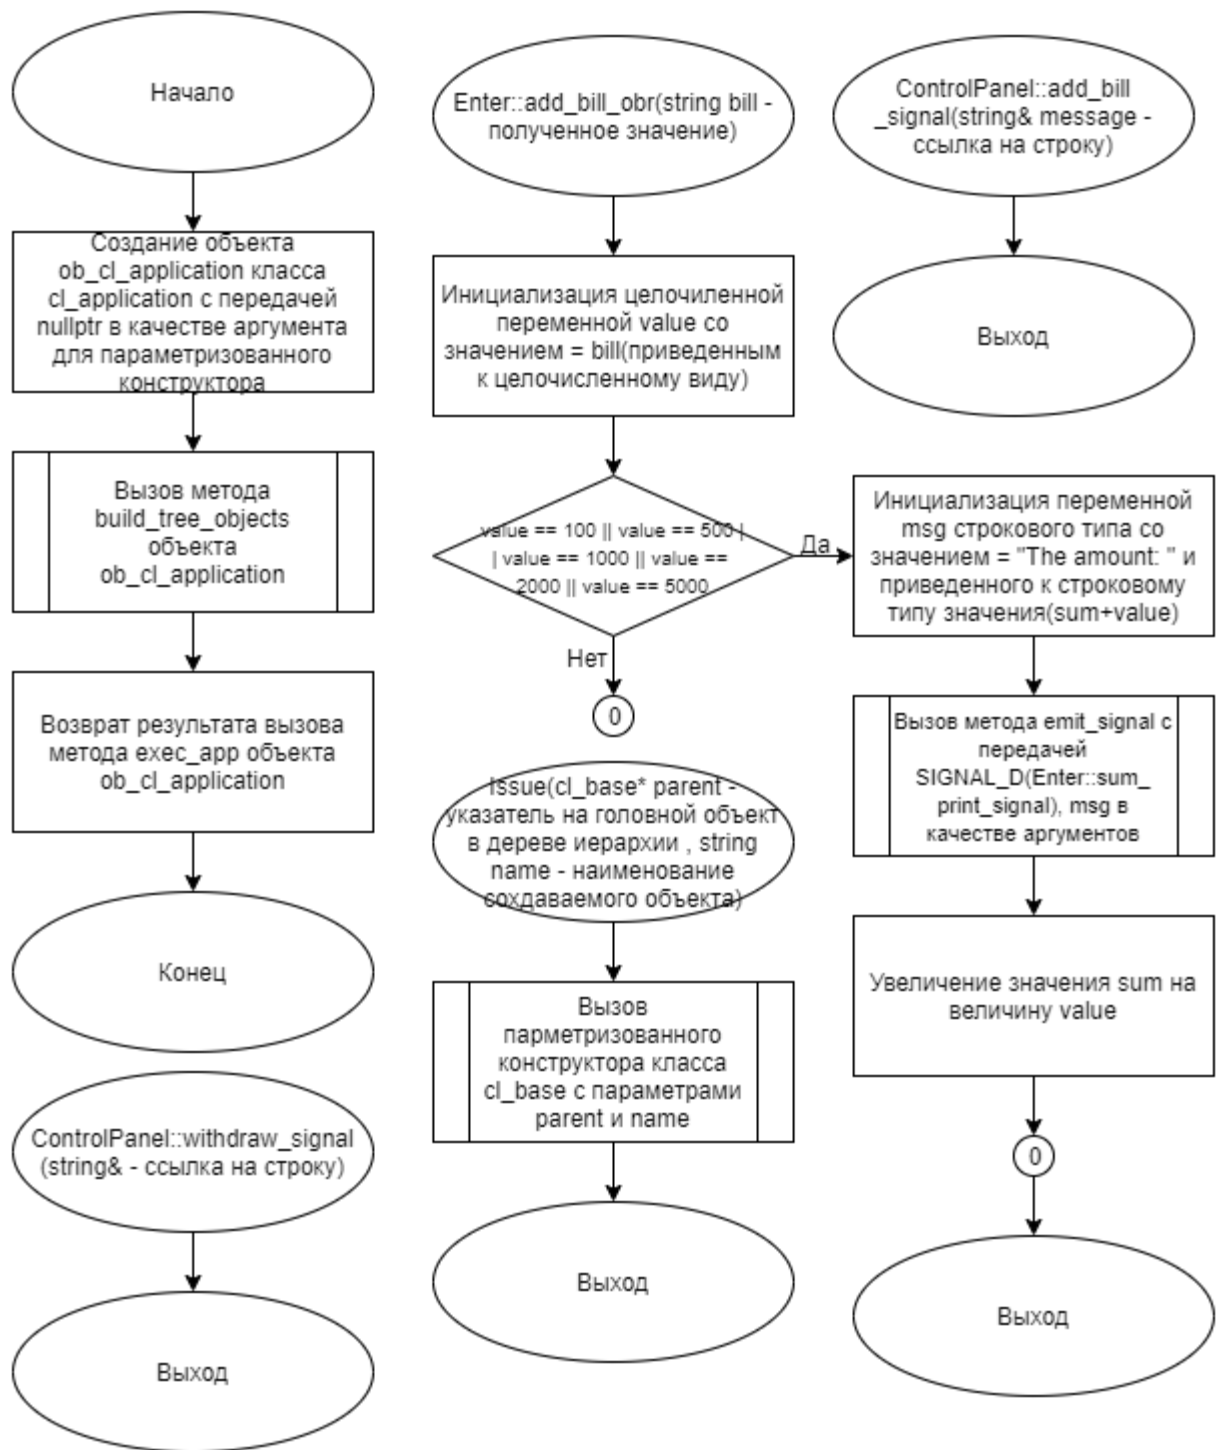 Начало
Создание объекта
ob_cl_application класса
cl_application с передачей
nullptr в качестве аргумента
для параметризованного
конструктора
Вызов метода
build_tree_objects
объекта
ob_cl_application
Возврат результата вызова
метода exec_app объекта
ob_cl_application
Конец
ControlPanel::withdraw_signal
(string& - ссылка на строку)
Выход
Enter::add_bill_obr(string bill -
полученное значение)
Инициализация целочиленной
переменной value со
значением = bill(приведенным
к целочисленному виду)
value == 100 || value == 500 |
| value == 1000 || value ==
2000 || value == 5000
Да
Нет
0
Issue(cl_base* parent -
указатель на головной объект
в дереве иерархии , string
name - наименование
сохдаваемого объекта)
Вызов
парметризованного
конструктора класса
cl_base с параметрами
parent и name
Выход
ControlPanel::add_bill
_signal(string& message -
ссылка на строку)
Выход
Инициализация переменной
msg строкового типа со
значением = "The amount: " и
приведенного к строковому
типу значения(sum+value)
Вызов метода emit_signal с
передачей
SIGNAL_D(Enter::sum_
print_signal), msg в
качестве аргументов
Увеличение значения sum на
величину value
0
Выход